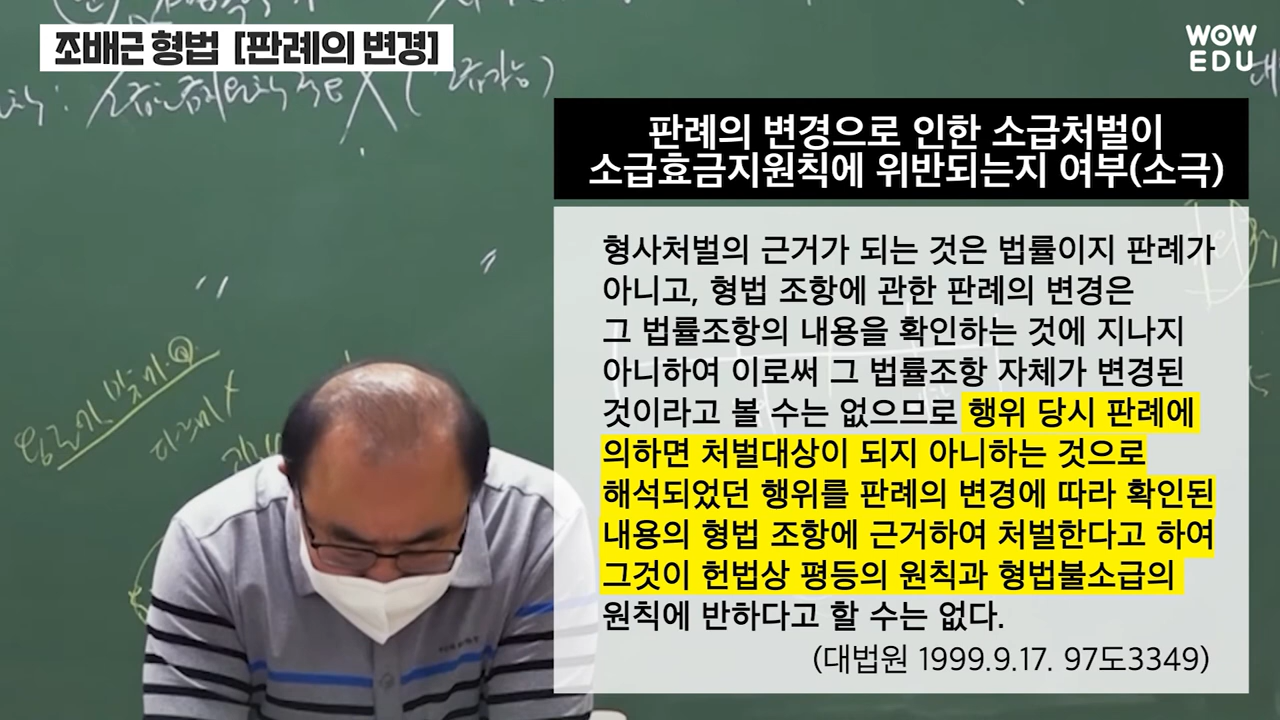 조배근 형법 [판례의 변경]
WOW
EDU
판례의 변경으로 인한 소급처벌이
소급효금지원칙에 위반되는지 여부(소극)
형사처벌의 근거가 되는 것은 법률이지 판례가
아니고, 형법 조항에 관한 판례의 변경은
그 법률조항의 내용을 확인하는 것에 지나지
아니하여 이로써 그 법률조항 자체가 변경된
것이라고 볼 수는 없으므로 행위 당시 판례에
의하면 처벌대상이 되지 아니하는 것으로
해석되었던 행위를 판례의 변경에 따라 확인된
내용의 형법 조항에 근거하여 처벌한다고 하여
그것이 헌법상 평등의 원칙과 형법불소급의
원칙에 반하다고 할 수는 없다.
(대법원 1999.9.17. 97도3349)